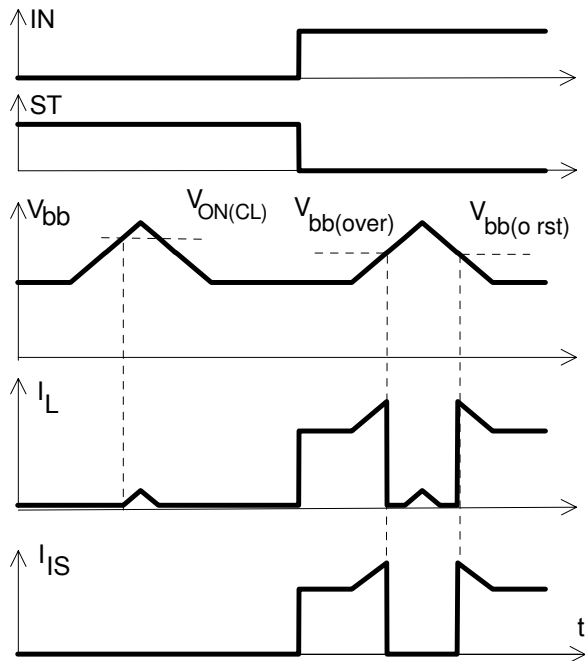 IN
ST
Vbb
VON(CL)
Vbb(over)
Vbb(o rst)
IL
IIS
t